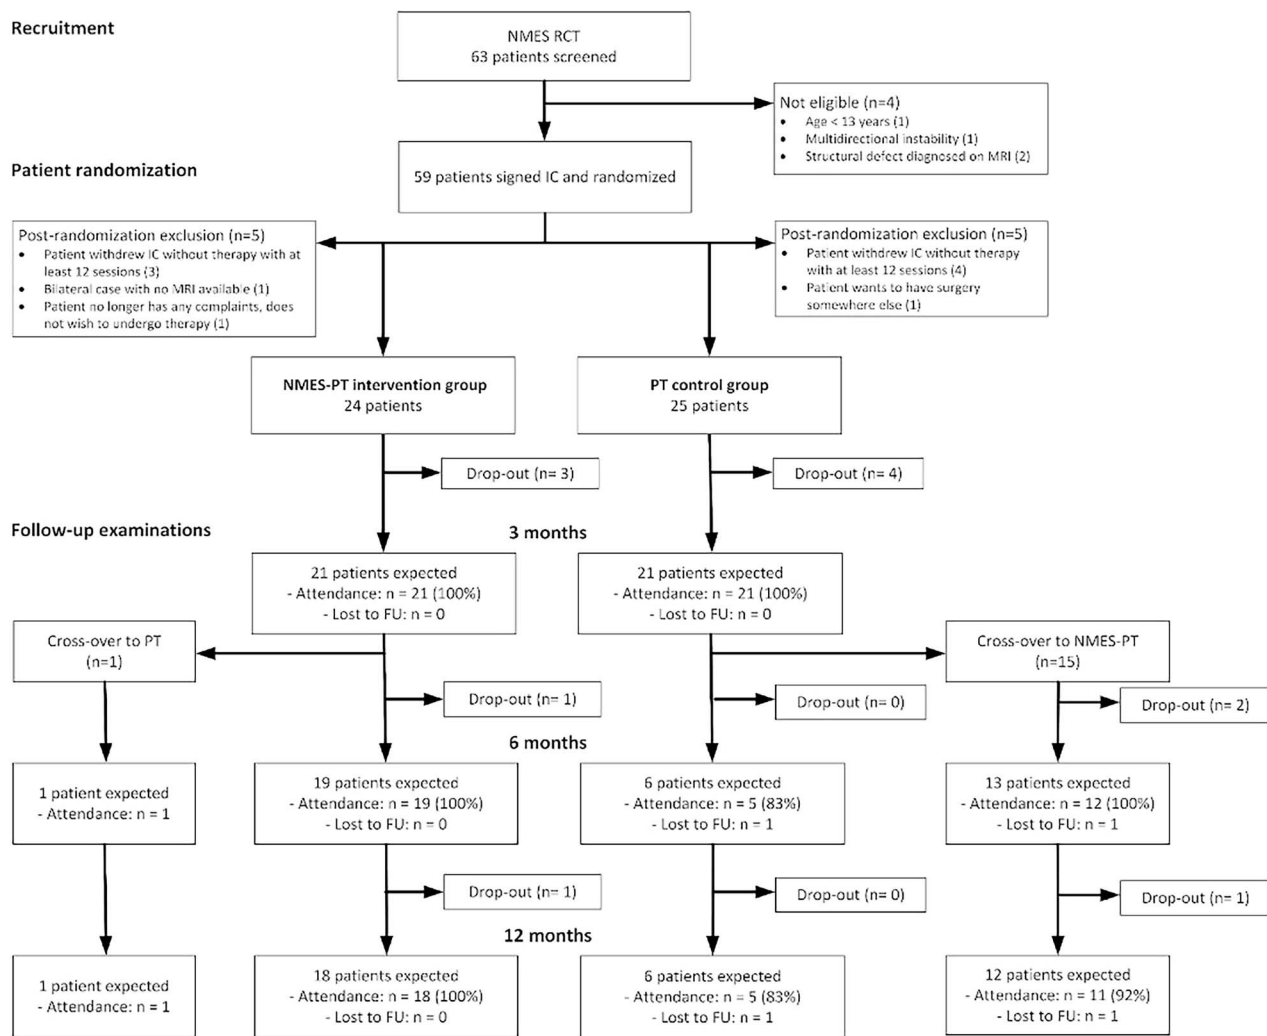 Recruitment
NMES RCT
63 patients screened
Not eligible (n=4)
• Age < 13 years (1)
• Multidirectional instability (1)
• Structural defect diagnosed on MRI (2)
Patient randomization
59 patients signed IC and randomized
Post-randomization exclusion (n=5)
• Patient withdrew IC without therapy with at
least 12 sessions (3)
• Bilateral case with no MRI available (1)
• Patient no longer has any complaints, does
not wish to undergo therapy (1)
Post-randomization exclusion (n=5)
• Patient withdrew IC without therapy
with at least 12 sessions (4)
• Patient wants to have surgery
somewhere else (1)
NMES-PT intervention group
24 patients
PT control group
25 patients
Drop-out (n= 3)
Drop-out (n= 4)
Follow-up examinations
3 months
21 patients expected
- Attendance: n = 21 (100%)
- Lost to FU: n = 0
21 patients expected
- Attendance: n = 21 (100%)
- Lost to FU: n = 0
Cross-over to PT
(n=1)
Cross-over to NMES-PT
(n=15)
Drop-out (n= 1)
Drop-out (n= 0)
Drop-out (n= 2)
6 months
1 patient expected
- Attendance: n = 1
19 patients expected
- Attendance: n = 19 (100%)
- Lost to FU: n = 0
6 patients expected
- Attendance: n = 5 (83%)
- Lost to FU: n = 1
13 patients expected
- Attendance: n = 12 (100%)
- Lost to FU: n = 1
Drop-out (n= 1)
Drop-out (n= 0)
Drop-out (n= 1)
12 months
1 patient expected
- Attendance: n = 1
18 patients expected
- Attendance: n = 18 (100%)
- Lost to FU: n = 0
6 patients expected
- Attendance: n = 5 (83%)
- Lost to FU: n = 1
12 patients expected
- Attendance: n = 11 (92%)
- Lost to FU: n = 1